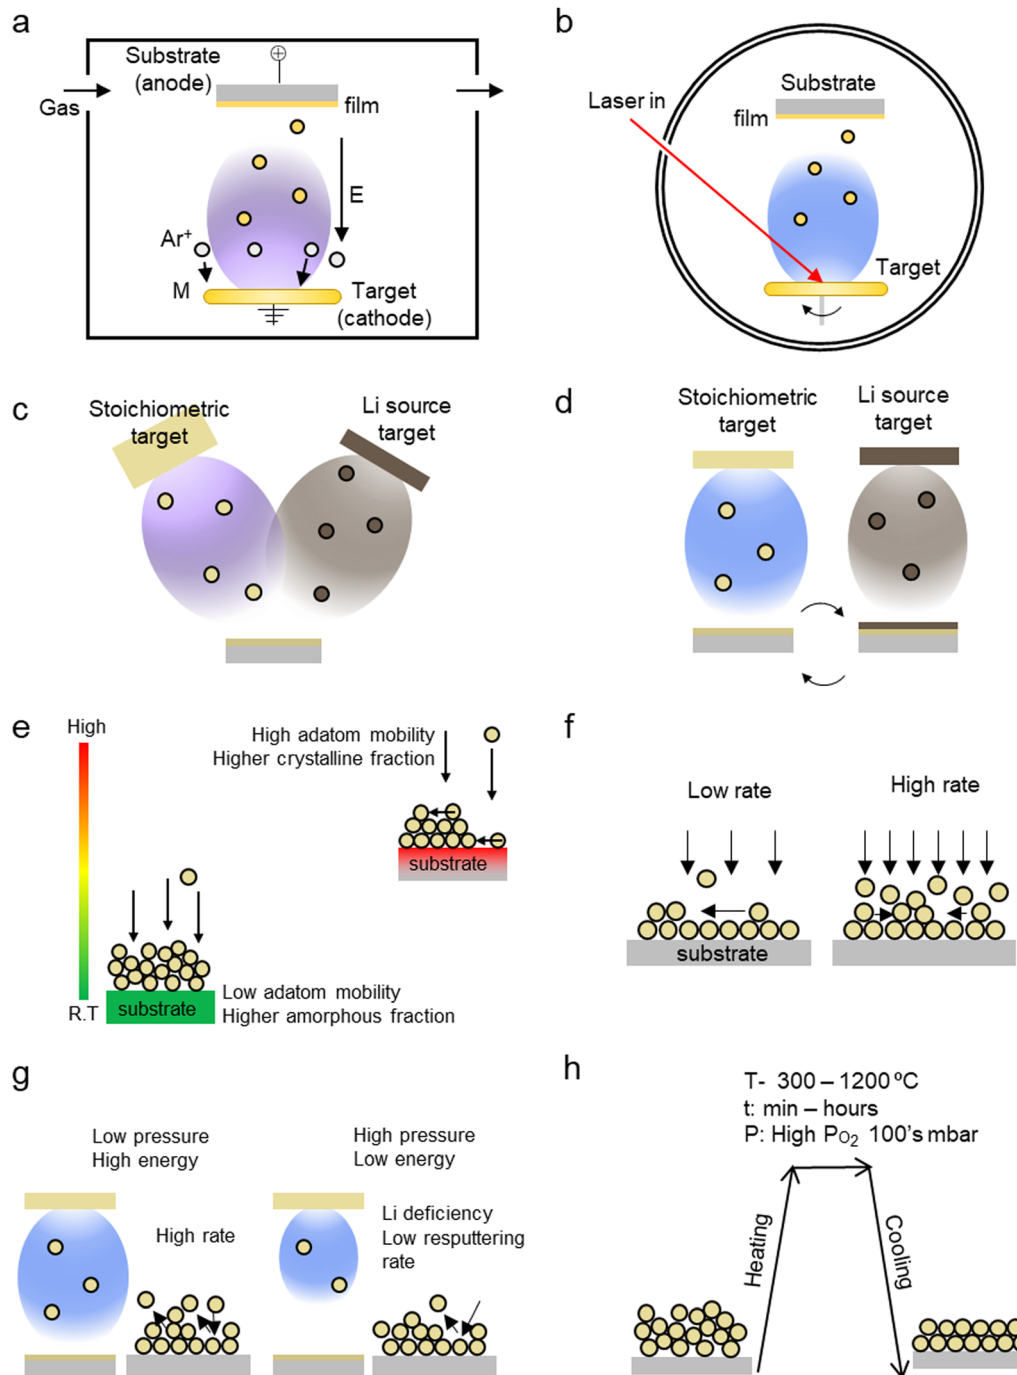 a
Substrate
(anode)
Gas
film
E
Ar⁺
M
Target
(cathode)
b
Substrate
Laser in
film
Target
c
Stoichiometric
target
Li source
target
d
Stoichiometric
target
Li source
target
e
High
R.T
High adatom mobility
Higher crystalline fraction
substrate
substrate
Low adatom mobility
Higher amorphous fraction
f
Low rate
High rate
substrate
g
Low pressure
High energy
High rate
High pressure
Low energy
Li deficiency
Low resputtering
rate
h
T- 300 – 1200 ºC
t: min – hours
P: High PO₂ 100's mbar
Heating
Cooling